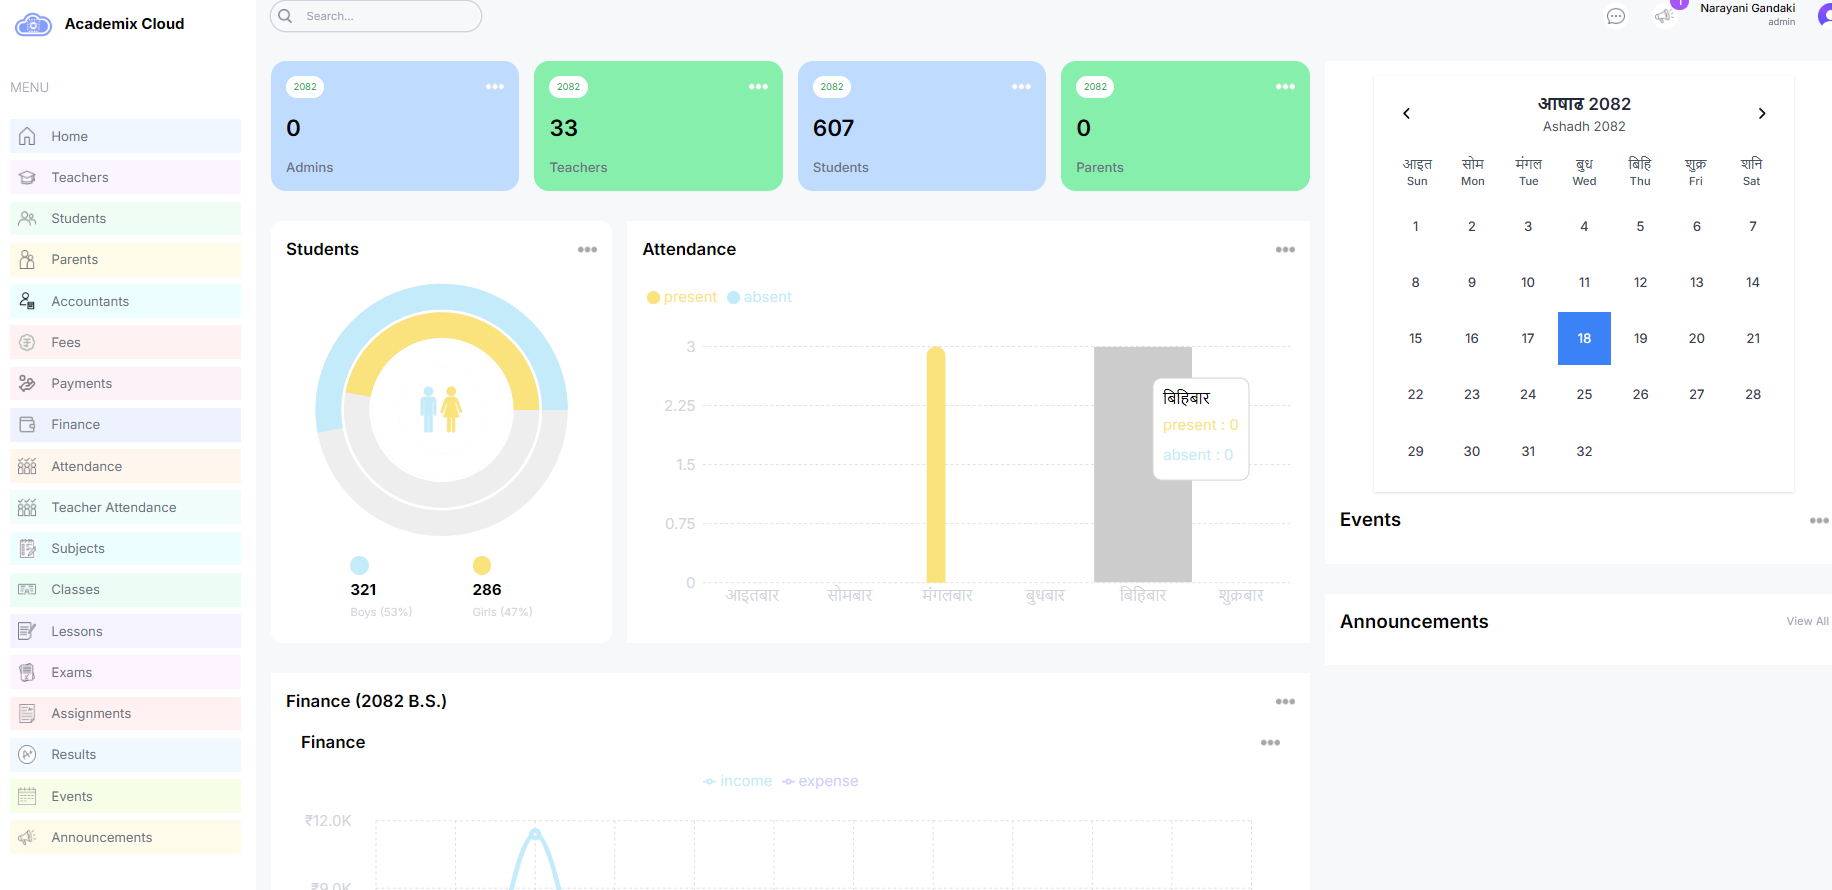 Academix Cloud
MENU
Home
Teachers
Students
Parents
Accountants
Fees
Payments
Finance
Attendance
Teacher Attendance
Subjects
Classes
Lessons
Exams
Assignments
Results
Events
Announcements
Search...
1
Narayani Gandaki
admin
2082
0
Admins
2082
33
Teachers
2082
607
Students
2082
0
Parents
Students
321
Boys (53%)
286
Girls (47%)
Attendance
present absent
3
2.25
1.5
0.75
0
आइतबार सोमबार मंगलबार बुधबार बिहिबार शुक्रबार
बिहिबार
present : 0
absent : 0
Finance (2082 B.S.)
Finance
income expense
₹12.0K
₹9.0K
आषाढ 2082
Ashadh 2082
आइत सोम मंगल बुध बिहि शुक्र शनि
Sun Mon Tue Wed Thu Fri Sat
1 2 3 4 5 6 7
8 9 10 11 12 13 14
15 16 17 18 19 20 21
22 23 24 25 26 27 28
29 30 31 32
Events
Announcements
View All